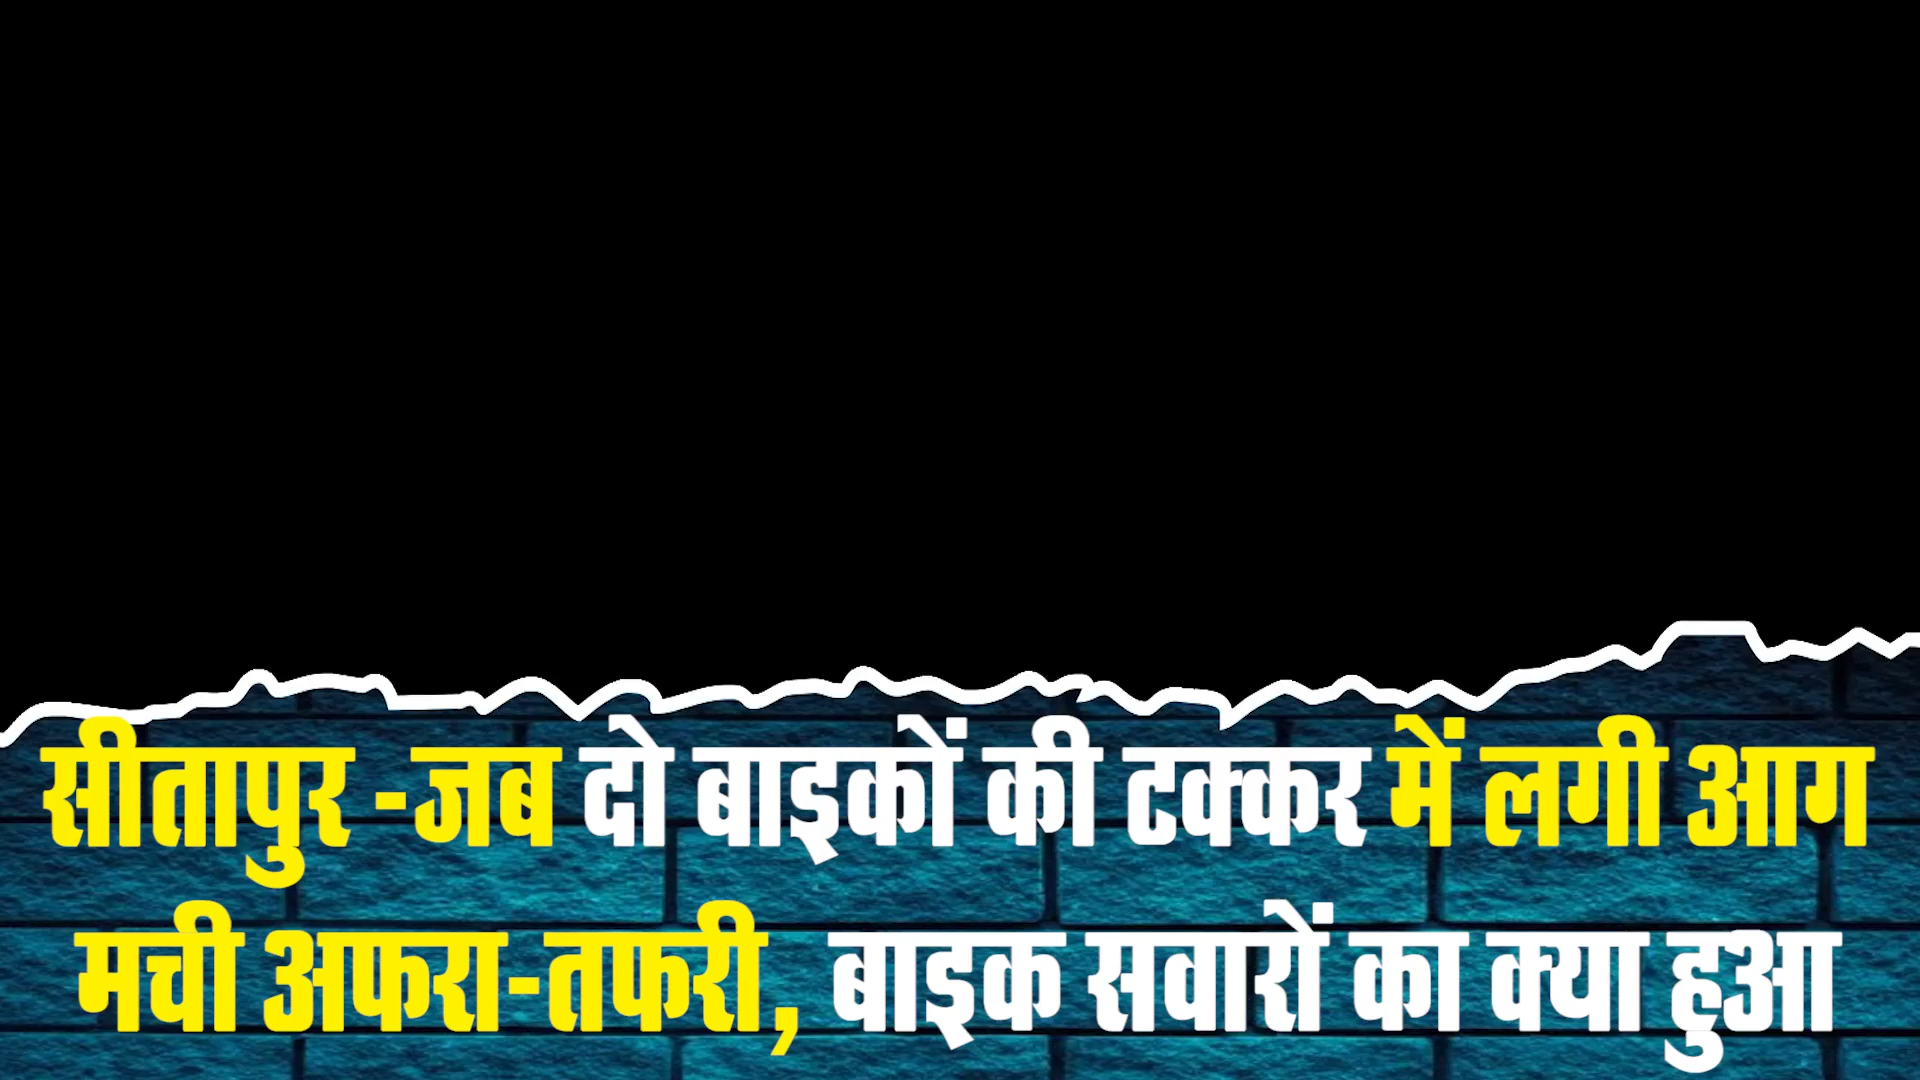 सीतापुर -जब दो बाइकों की टक्कर में लगी आग
मची अफरा-तफरी, बाइक सवारों का क्या हुआ